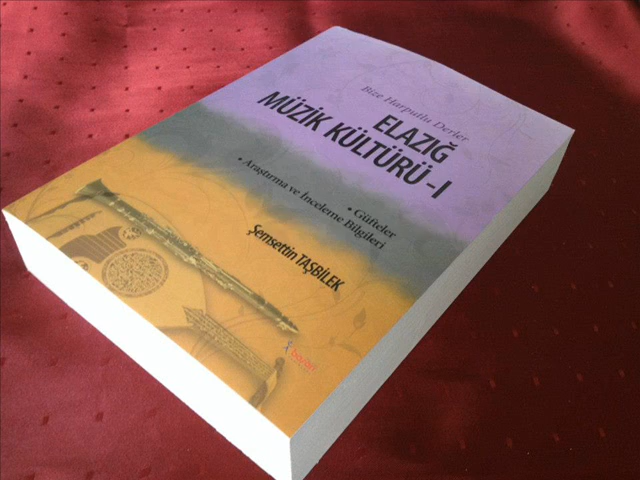 Bize Harputlu Derler
ELAZIĞ
MÜZİK KÜLTÜRÜ-I
• Güfteler
• Araştırma ve İnceleme Bilgileri
Şemsettin TAŞBİLEK